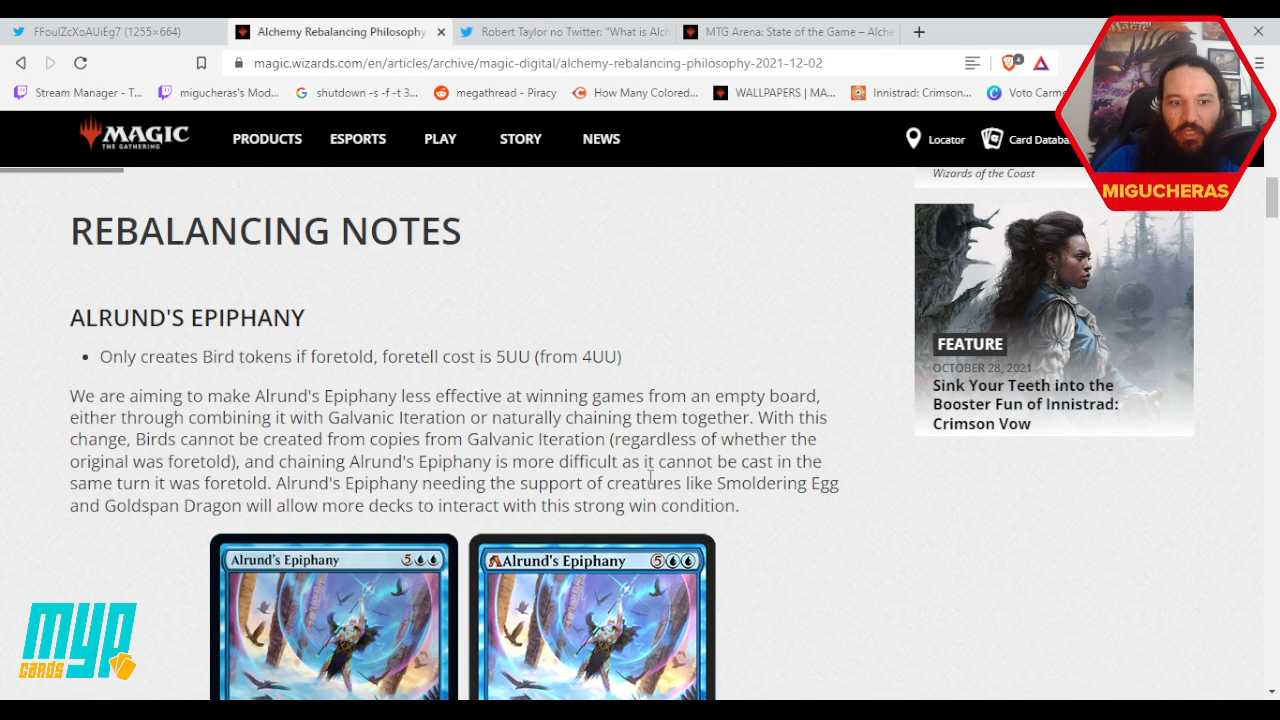 FFoulZcXoAUiEg7 (1255×664)
Alchemy Rebalancing Philosophy
Robert Taylor no Twitter: "What is Alch
MTG Arena: State of the Game – Alche
magic.wizards.com/en/articles/archive/magic-digital/alchemy-rebalancing-philosophy-2021-12-02
Stream Manager - T...
migucheras's Mod...
shutdown -s -f -t 3...
megathread - Piracy
How Many Colored...
WALLPAPERS | MA...
Innistrad: Crimson...
Voto Carme
MAGIC
THE GATHERING
PRODUCTS
ESPORTS
PLAY
STORY
NEWS
Locator
Card Databa
MIGUCHERAS
Wizards of the Coast
REBALANCING NOTES
ALRUND'S EPIPHANY
• Only creates Bird tokens if foretold, foretell cost is 5UU (from 4UU)
We are aiming to make Alrund's Epiphany less effective at winning games from an empty board,
either through combining it with Galvanic Iteration or naturally chaining them together. With this
change, Birds cannot be created from copies from Galvanic Iteration (regardless of whether the
original was foretold), and chaining Alrund's Epiphany is more difficult as it cannot be cast in the
same turn it was foretold. Alrund's Epiphany needing the support of creatures like Smoldering Egg
and Goldspan Dragon will allow more decks to interact with this strong win condition.
FEATURE
OCTOBER 28, 2021
Sink Your Teeth into the
Booster Fun of Innistrad:
Crimson Vow
Alrund's Epiphany 5
Alrund's Epiphany 5
myp
cards